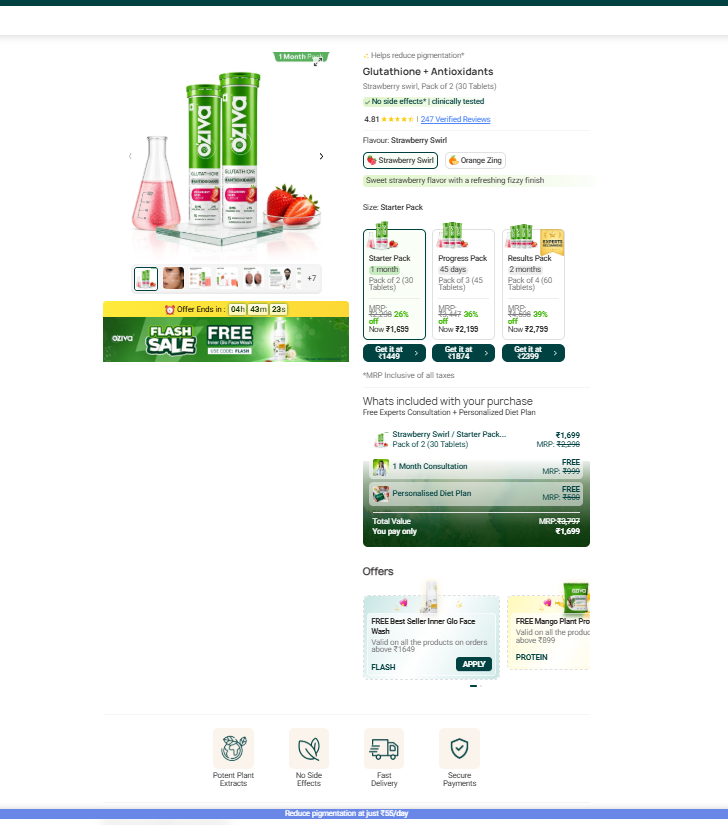 1 Month Pack
OZIVA
GLUTATHIONE
OZIVA
GLUTATHIONE
+7
Offer Ends in : 04h 43m 23s
OZIVA
FLASH SALE
FREE
Inner Glo Face Wash
USE CODE: FLASH
Helps reduce pigmentation*
Glutathione + Antioxidants
Strawberry swirl, Pack of 2 (30 Tablets)
No side effects* | clinically tested
4.81 | 247 Verified Reviews
Flavour: Strawberry Swirl
Strawberry Swirl Orange Zing
Sweet strawberry flavor with a refreshing fizzy finish
Size: Starter Pack
Starter Pack
1 month
Pack of 2 (30
Tablets)
MRP:
₹2,298 26%
off
Now ₹1,699
Get it at
₹1449
Progress Pack
45 days
Pack of 3 (45
Tablets)
MRP:
₹3,447 36%
off
Now ₹2,199
Get it at
₹1874
EXPERTS
Results Pack
2 months
Pack of 4 (60
Tablets)
MRP:
₹4,596 39%
off
Now ₹2,799
Get it at
₹2399
*MRP Inclusive of all taxes
Whats included with your purchase
Free Experts Consultation + Personalized Diet Plan
Strawberry Swirl / Starter Pack... ₹1,699
Pack of 2 (30 Tablets) MRP: ₹2,298
1 Month Consultation FREE
MRP: ₹999
Personalised Diet Plan FREE
MRP: ₹500
Total Value MRP:₹3,797
You pay only ₹1,699
Offers
FREE Best Seller Inner Glo Face
Wash
Valid on all the products on orders
above ₹1649
FLASH APPLY
OZIVA
FREE Mango Plant Pro
Valid on all the produc
above ₹899
PROTEIN
Potent Plant
Extracts
No Side
Effects
Fast
Delivery
Secure
Payments
Reduce pigmentation at just ₹55/day